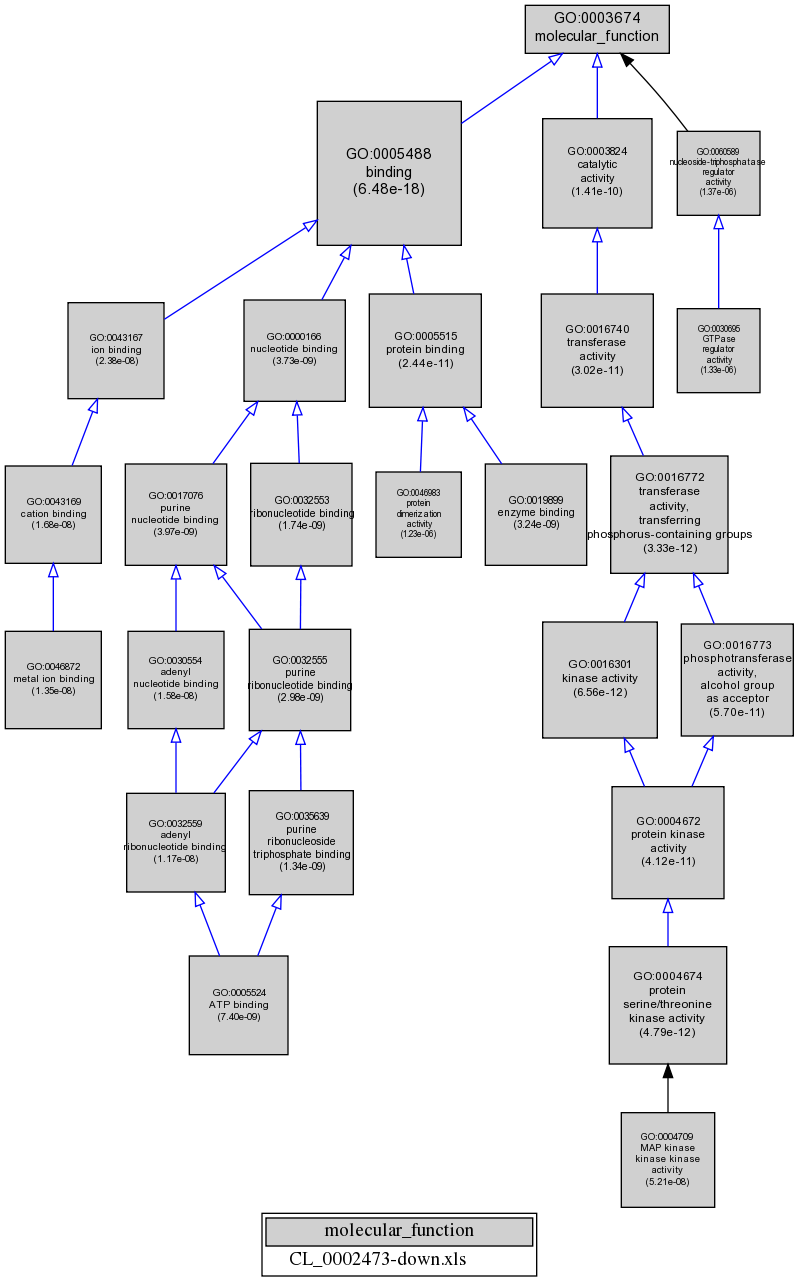 GO:0003674
molecular_function
GO:0005488
binding
(6.48e-18)
GO:0003824
catalytic
activity
(1.41e-10)
GO:0060589
nucleoside-triphosphatase
regulator
activity
(1.37e-06)
GO:0043167
ion binding
(2.38e-08)
GO:0000166
nucleotide binding
(3.73e-09)
GO:0005515
protein binding
(2.44e-11)
GO:0016740
transferase
activity
(3.02e-11)
GO:0030695
GTPase
regulator
activity
(1.33e-06)
GO:0043169
cation binding
(1.68e-08)
GO:0017076
purine
nucleotide binding
(3.97e-09)
GO:0032553
ribonucleotide binding
(1.74e-09)
GO:0046983
protein
dimerization
activity
(1.23e-06)
GO:0019899
enzyme binding
(3.24e-09)
GO:0016772
transferase
activity,
transferring
phosphorus-containing groups
(3.33e-12)
GO:0046872
metal ion binding
(1.35e-08)
GO:0030554
adenyl
nucleotide binding
(1.58e-08)
GO:0032555
purine
ribonucleotide binding
(2.98e-09)
GO:0016301
kinase activity
(6.56e-12)
GO:0016773
phosphotransferase
activity,
alcohol group
as acceptor
(5.70e-11)
GO:0032559
adenyl
ribonucleotide binding
(1.17e-08)
GO:0035639
purine
ribonucleoside
triphosphate binding
(1.34e-09)
GO:0004672
protein kinase
activity
(4.12e-11)
GO:0005524
ATP binding
(7.40e-09)
GO:0004674
protein
serine/threonine
kinase activity
(4.79e-12)
GO:0004709
MAP kinase
kinase kinase
activity
(5.21e-08)
molecular_function
CL_0002473-down.xls